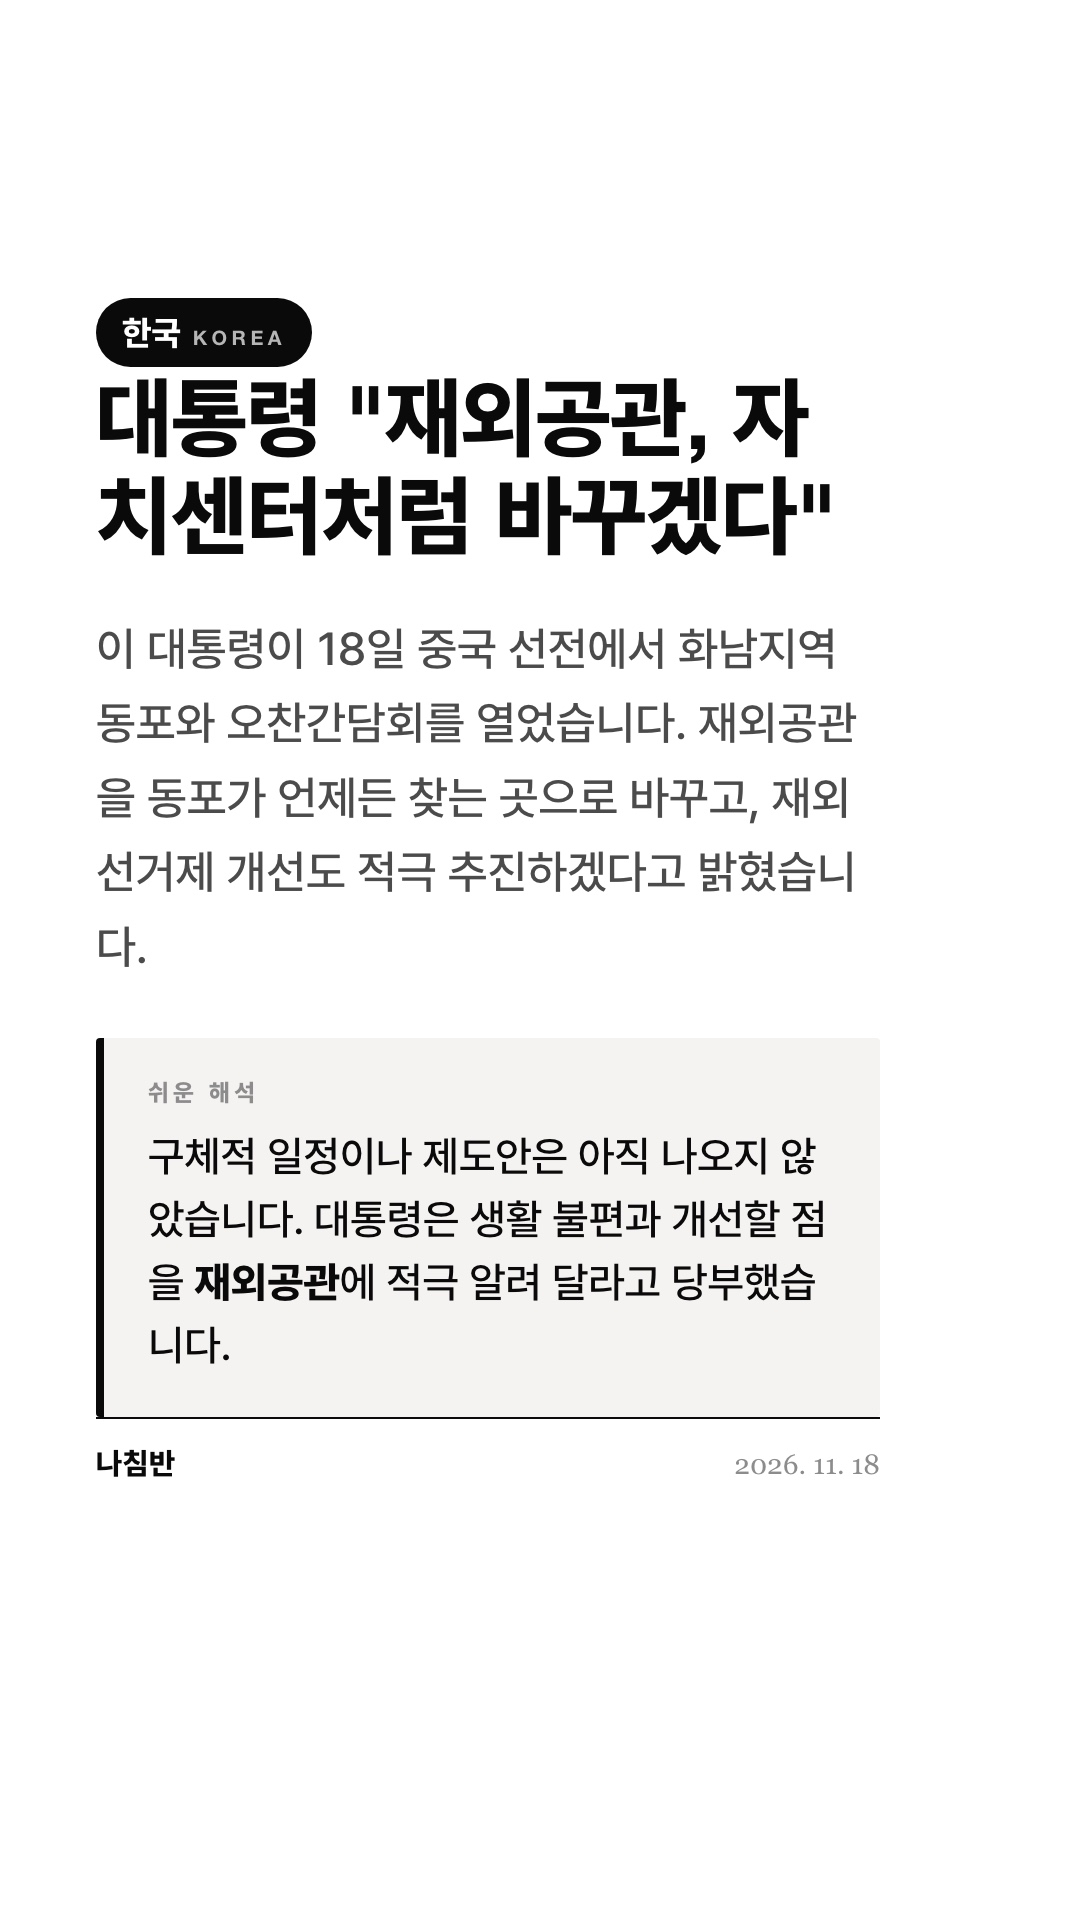 한국 KOREA
대통령 "재외공관, 자
치센터처럼 바꾸겠다"
이 대통령이 18일 중국 선전에서 화남지역
동포와 오찬간담회를 열었습니다. 재외공관
을 동포가 언제든 찾는 곳으로 바꾸고, 재외
선거제 개선도 적극 추진하겠다고 밝혔습니
다.
쉬운 해석
구체적 일정이나 제도안은 아직 나오지 않
았습니다. 대통령은 생활 불편과 개선할 점
을 재외공관에 적극 알려 달라고 당부했습
니다.
나침반
2026. 11. 18